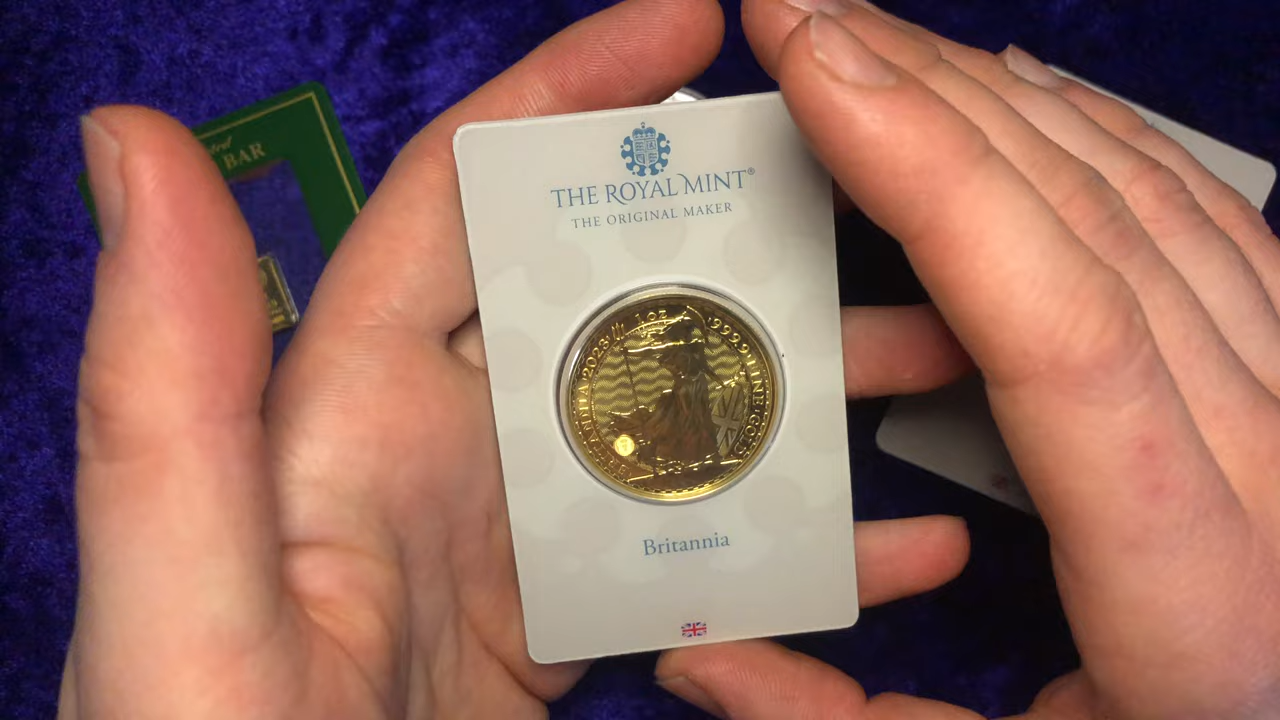 THE ROYAL MINT®
THE ORIGINAL MAKER
BRITANNIA 2023 1 oz 999.9 FINE GOLD
Britannia
BAR